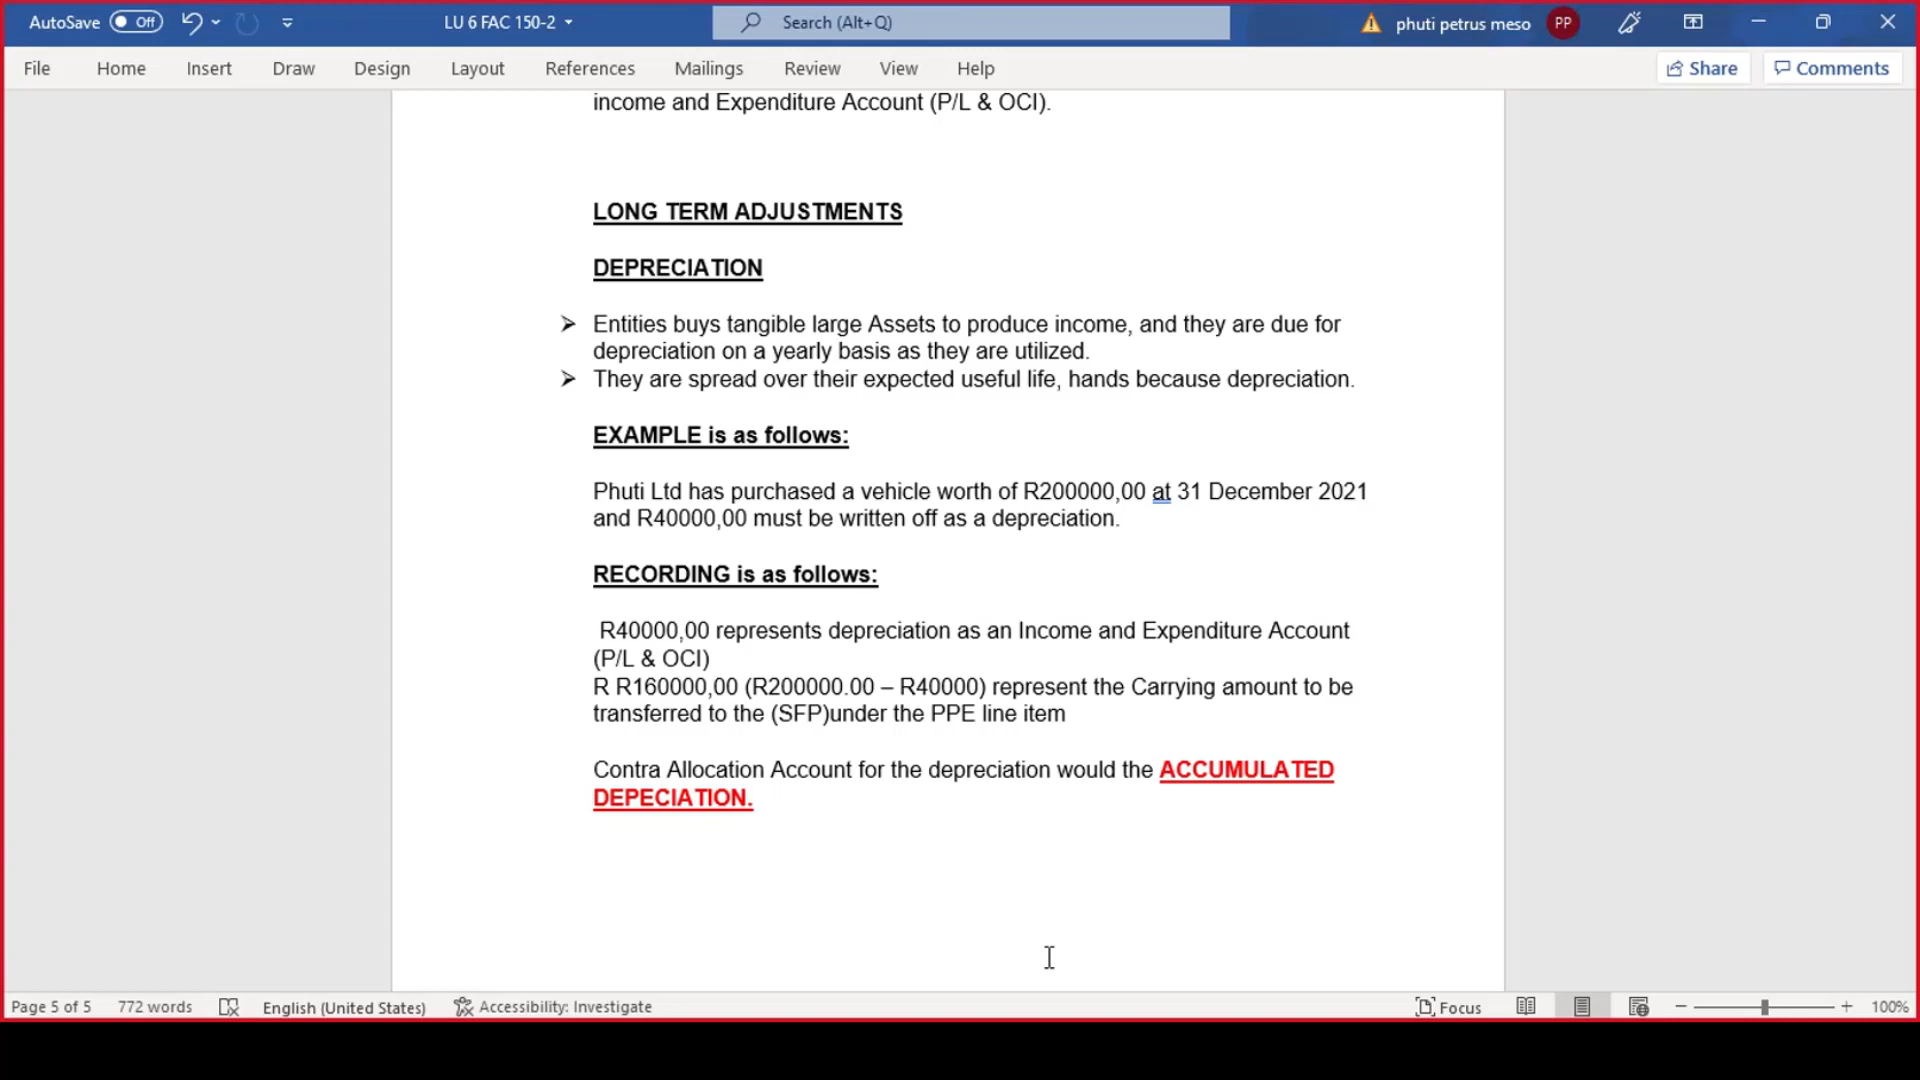 AutoSave Off LU 6 FAC 150-2 Search (Alt+Q) phuti petrus meso PP
File Home Insert Draw Design Layout References Mailings Review View Help Share Comments
income and Expenditure Account (P/L & OCI).
LONG TERM ADJUSTMENTS
DEPRECIATION
➢ Entities buys tangible large Assets to produce income, and they are due for
depreciation on a yearly basis as they are utilized.
➢ They are spread over their expected useful life, hands because depreciation.
EXAMPLE is as follows:
Phuti Ltd has purchased a vehicle worth of R200000,00 at 31 December 2021
and R40000,00 must be written off as a depreciation.
RECORDING is as follows:
R40000,00 represents depreciation as an Income and Expenditure Account
(P/L & OCI)
R R160000,00 (R200000.00 – R40000) represent the Carrying amount to be
transferred to the (SFP)under the PPE line item
Contra Allocation Account for the depreciation would the ACCUMULATED
DEPECIATION.
Page 5 of 5 772 words English (United States) Accessibility: Investigate Focus 100%